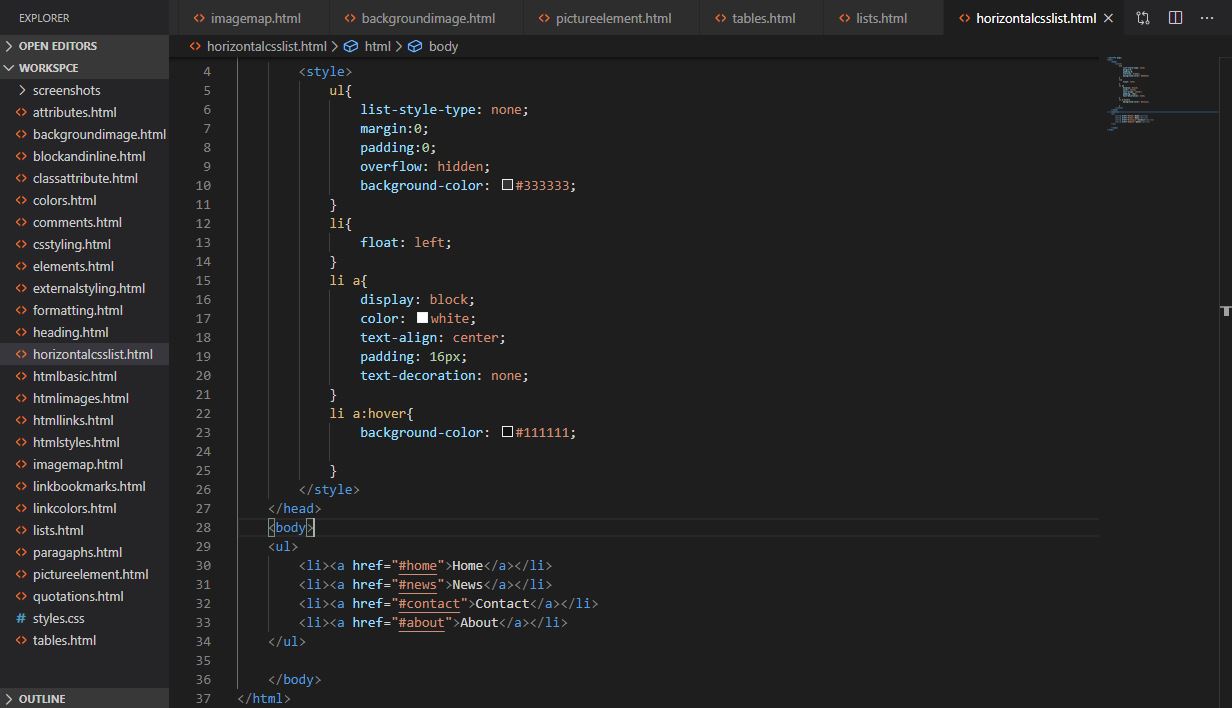 EXPLORER
OPEN EDITORS
WORKSPCE
screenshots
attributes.html
backgroundimage.html
blockandinline.html
classattribute.html
colors.html
comments.html
csstyling.html
elements.html
externalstyling.html
formatting.html
heading.html
horizontalcsslist.html
htmlbasic.html
htmlimages.html
htmllinks.html
htmlstyles.html
imagemap.html
linkbookmarks.html
linkcolors.html
lists.html
paragaphs.html
pictureelement.html
quotations.html
# styles.css
tables.html
OUTLINE
imagemap.html backgroundimage.html pictureelement.html tables.html lists.html horizontalcsslist.html
horizontalcsslist.html > html > body
4 <style>
5 ul{
6 list-style-type: none;
7 margin:0;
8 padding:0;
9 overflow: hidden;
10 background-color: #333333;
11 }
12 li{
13 float: left;
14 }
15 li a{
16 display: block;
17 color: white;
18 text-align: center;
19 padding: 16px;
20 text-decoration: none;
21 }
22 li a:hover{
23 background-color: #111111;
24
25 }
26 </style>
27 </head>
28 <body>
29 <ul>
30 <li><a href="#home">Home</a></li>
31 <li><a href="#news">News</a></li>
32 <li><a href="#contact">Contact</a></li>
33 <li><a href="#about">About</a></li>
34 </ul>
35
36 </body>
37 </html>